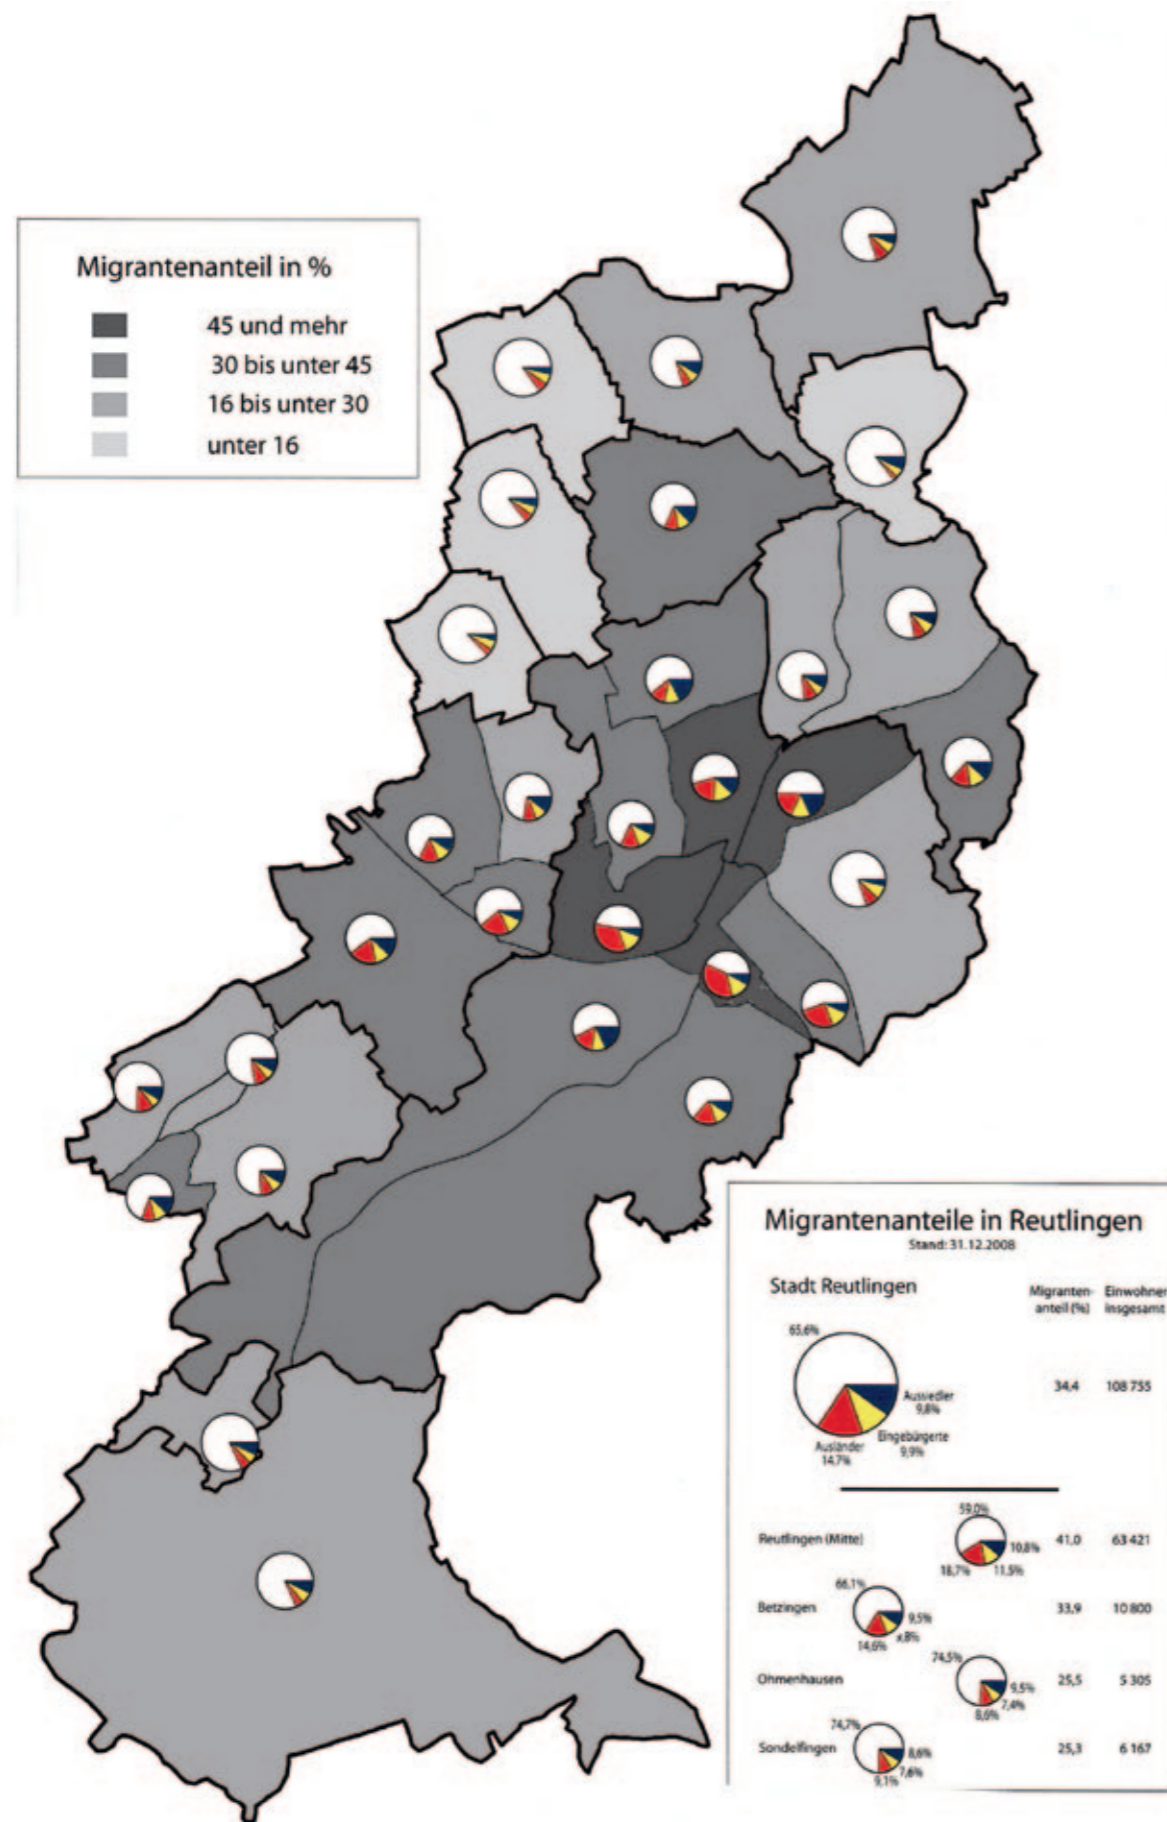 Migrantenanteil in %
45 und mehr
30 bis unter 45
16 bis unter 30
unter 16
Migrantenanteile in Reutlingen
Stand: 31.12.2008
Stadt Reutlingen
Migranten-
anteil (%)
Einwohner
insgesamt
65,6%
Aussiedler
9,8%
Eingebürgerte
9,9%
Ausländer
14,7%
34,4
108 755
Reutlingen (Mitte)
59,0%
10,8%
11,5%
18,7%
41,0
63 421
Betzingen
66,1%
9,5%
14,6%
33,9
10 800
Ohmenhausen
74,5%
9,5%
7,4%
8,6%
25,5
5 305
Sondelfingen
74,7%
8,6%
7,6%
9,1%
25,3
6 167